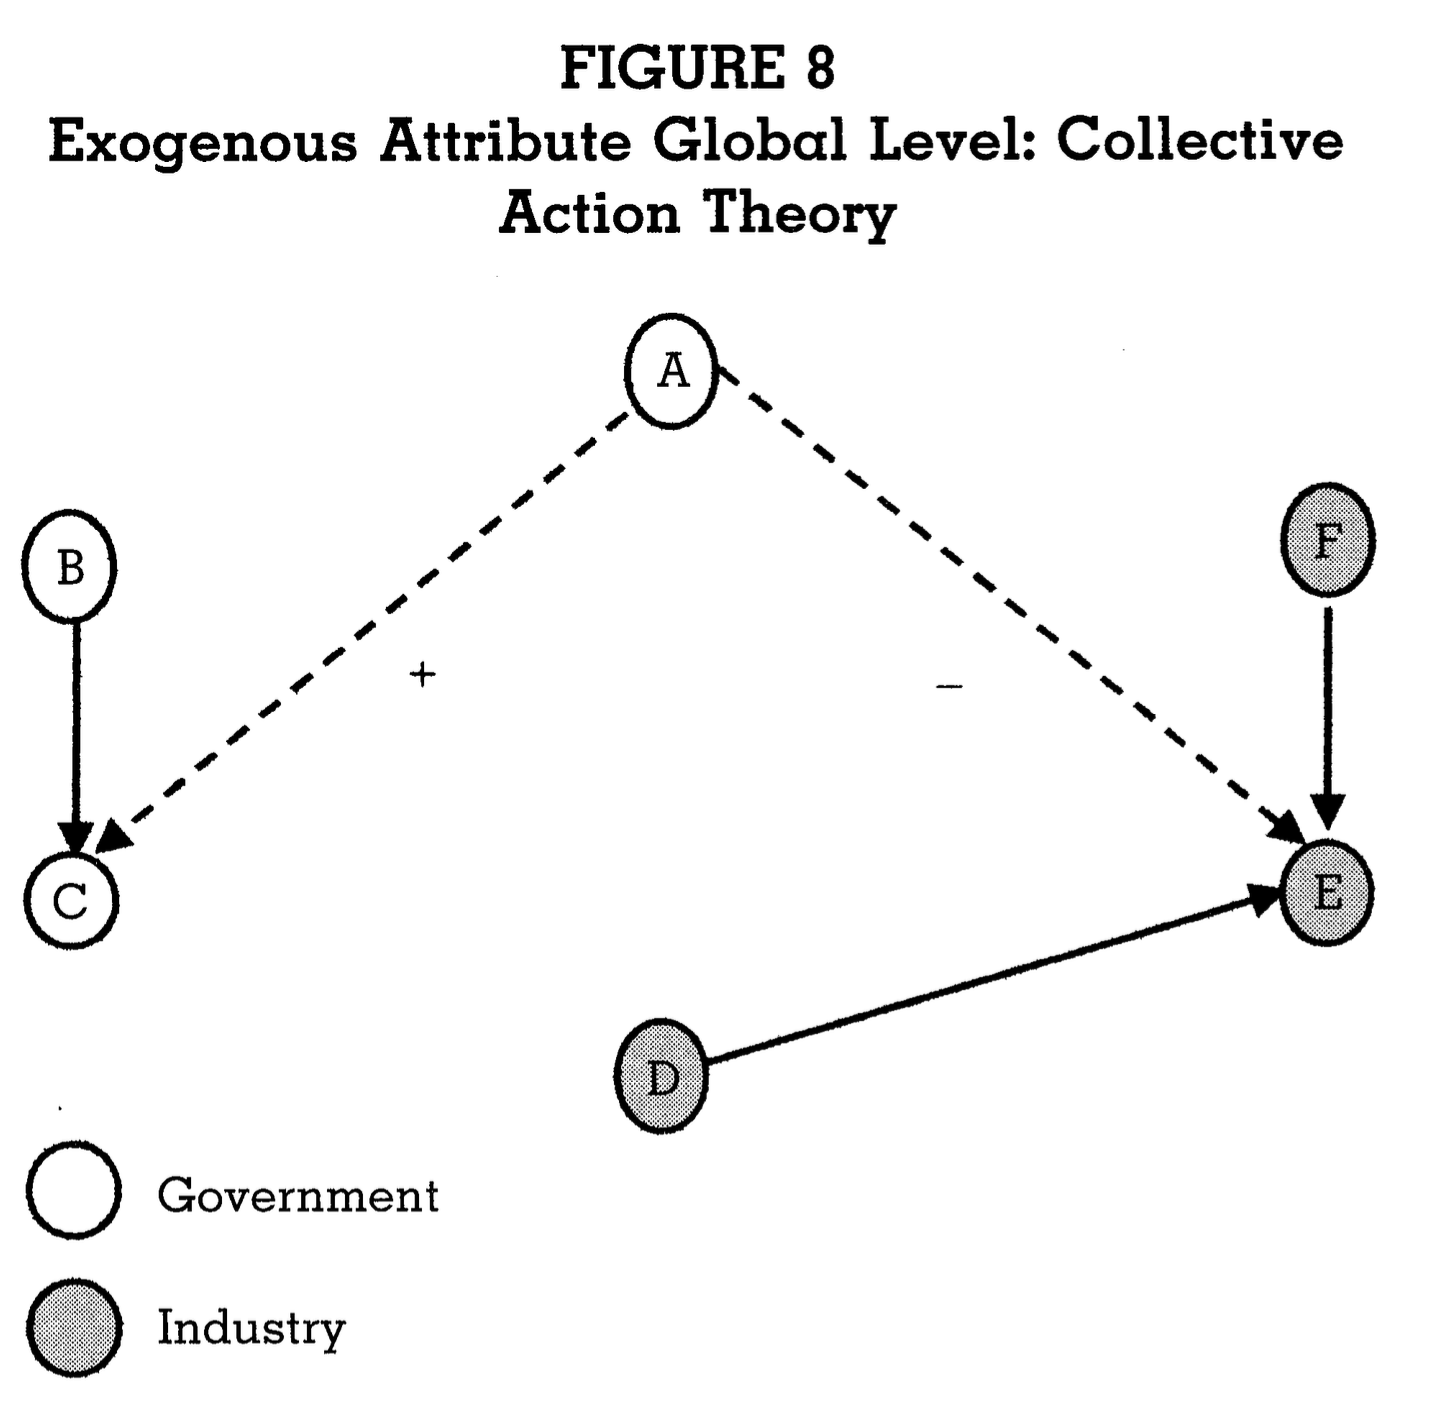 FIGURE 8
Exogenous Attribute Global Level: Collective
Action Theory
A
F
B
+
–
E
C
D
Government
Industry